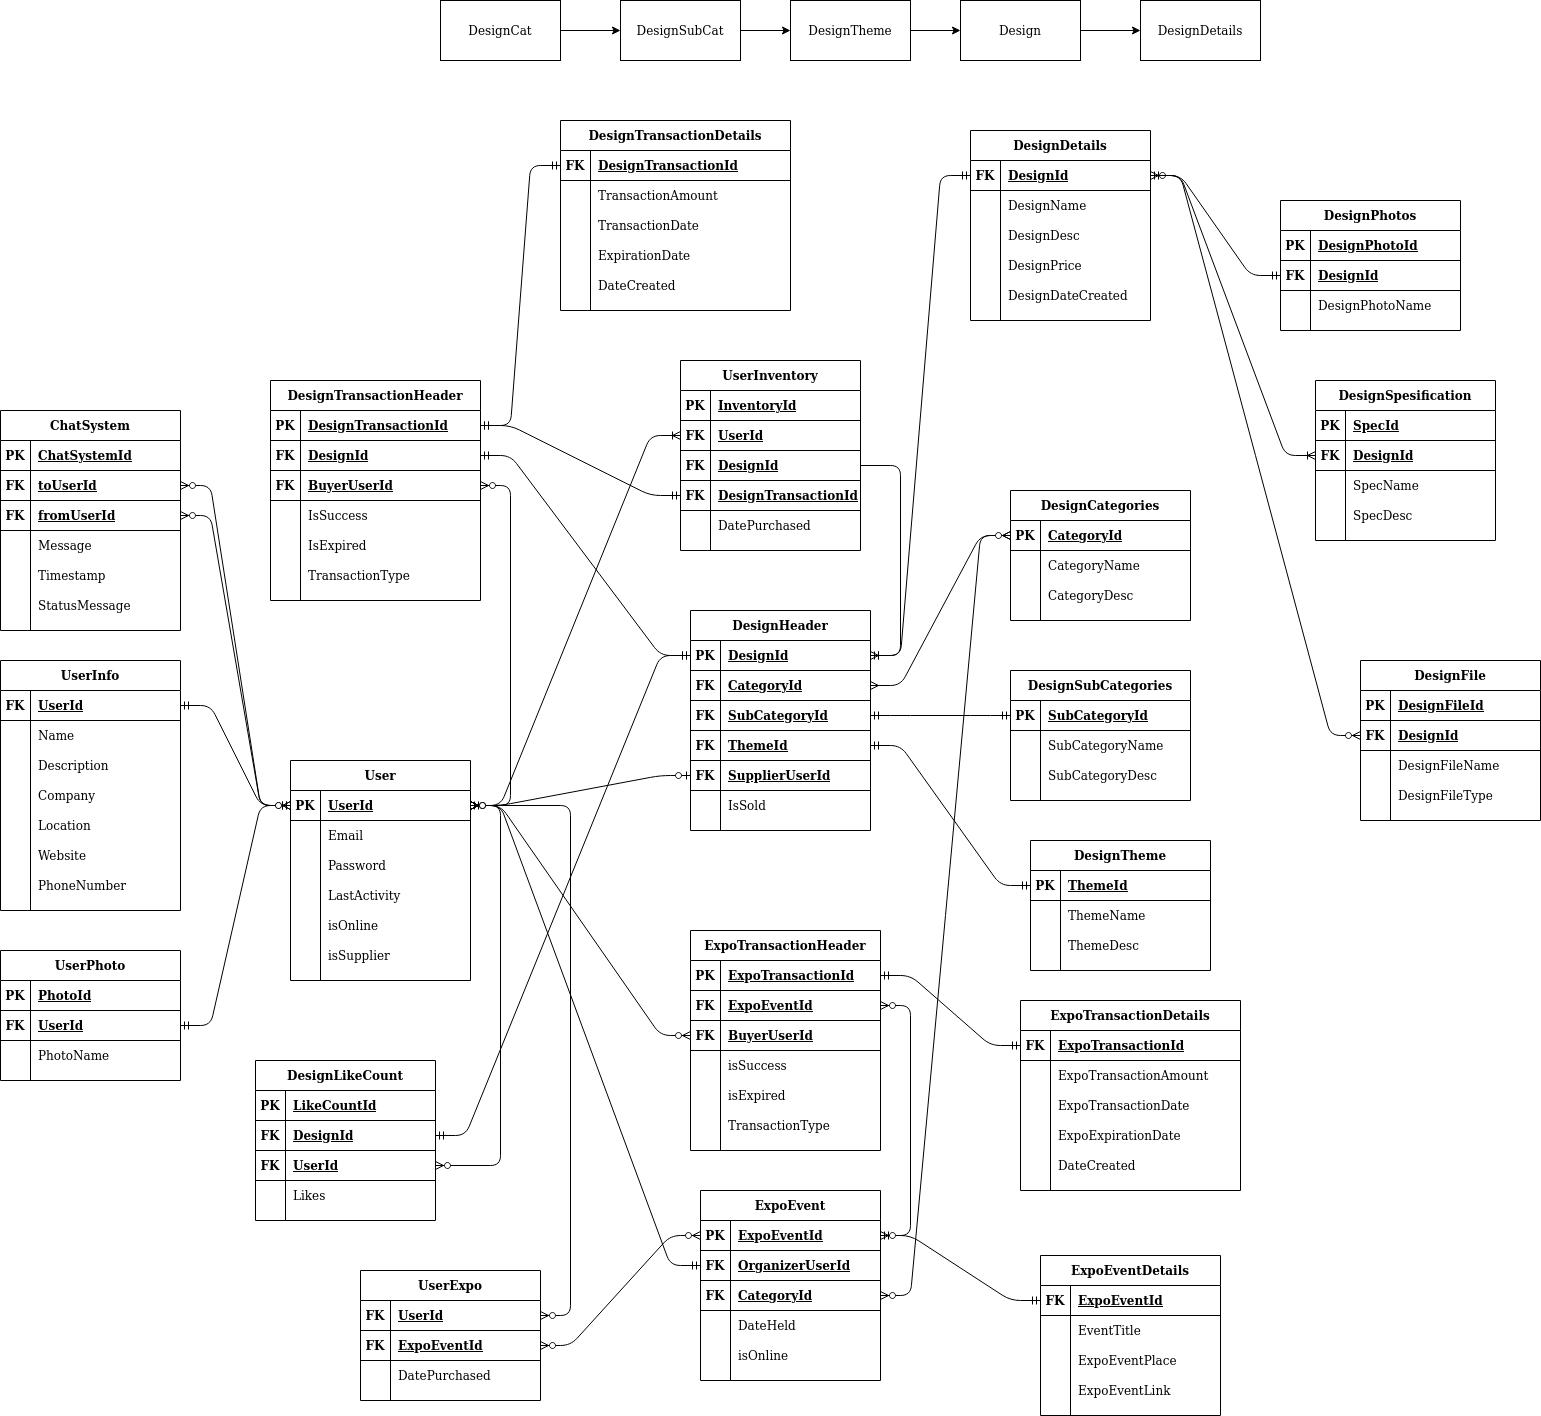 DesignCat
DesignSubCat
DesignTheme
Design
DesignDetails
DesignTransactionDetails
FK DesignTransactionId
TransactionAmount
TransactionDate
ExpirationDate
DateCreated
DesignDetails
FK DesignId
DesignName
DesignDesc
DesignPrice
DesignDateCreated
DesignPhotos
PK DesignPhotoId
FK DesignId
DesignPhotoName
DesignTransactionHeader
PK DesignTransactionId
FK DesignId
FK BuyerUserId
IsSuccess
IsExpired
TransactionType
UserInventory
PK InventoryId
FK UserId
FK DesignId
FK DesignTransactionId
DatePurchased
DesignSpesification
PK SpecId
FK DesignId
SpecName
SpecDesc
ChatSystem
PK ChatSystemId
FK toUserId
FK fromUserId
Message
Timestamp
StatusMessage
DesignCategories
PK CategoryId
CategoryName
CategoryDesc
DesignHeader
PK DesignId
FK CategoryId
FK SubCategoryId
FK ThemeId
FK SupplierUserId
IsSold
DesignSubCategories
PK SubCategoryId
SubCategoryName
SubCategoryDesc
DesignFile
PK DesignFileId
FK DesignId
DesignFileName
DesignFileType
UserInfo
FK UserId
Name
Description
Company
Location
Website
PhoneNumber
User
PK UserId
Email
Password
LastActivity
isOnline
isSupplier
DesignTheme
PK ThemeId
ThemeName
ThemeDesc
UserPhoto
PK PhotoId
FK UserId
PhotoName
ExpoTransactionHeader
PK ExpoTransactionId
FK ExpoEventId
FK BuyerUserId
isSuccess
isExpired
TransactionType
ExpoTransactionDetails
FK ExpoTransactionId
ExpoTransactionAmount
ExpoTransactionDate
ExpoExpirationDate
DateCreated
DesignLikeCount
PK LikeCountId
FK DesignId
FK UserId
Likes
ExpoEvent
PK ExpoEventId
FK OrganizerUserId
FK CategoryId
DateHeld
isOnline
UserExpo
FK UserId
FK ExpoEventId
DatePurchased
ExpoEventDetails
FK ExpoEventId
EventTitle
ExpoEventPlace
ExpoEventLink